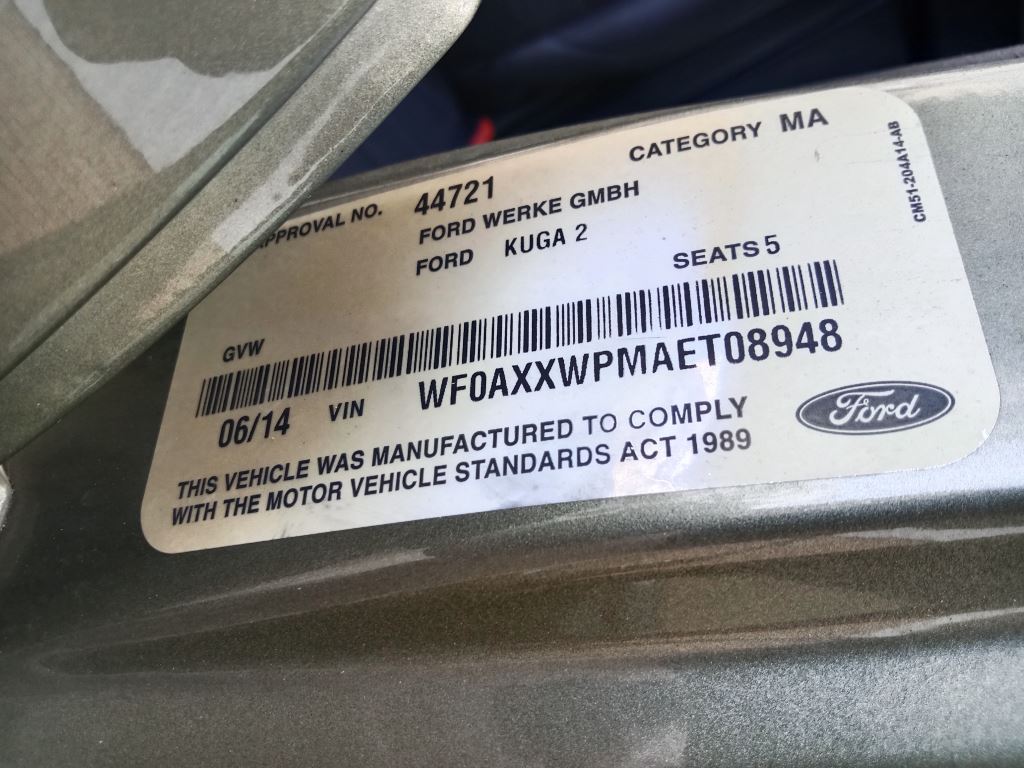 CATEGORY MA
APPROVAL NO. 44721
FORD WERKE GMBH
FORD KUGA 2
SEATS 5
GVW
06/14 VIN WF0AXXWPMAET08948
THIS VEHICLE WAS MANUFACTURED TO COMPLY
WITH THE MOTOR VEHICLE STANDARDS ACT 1989
Ford
CM51-204A14-AB